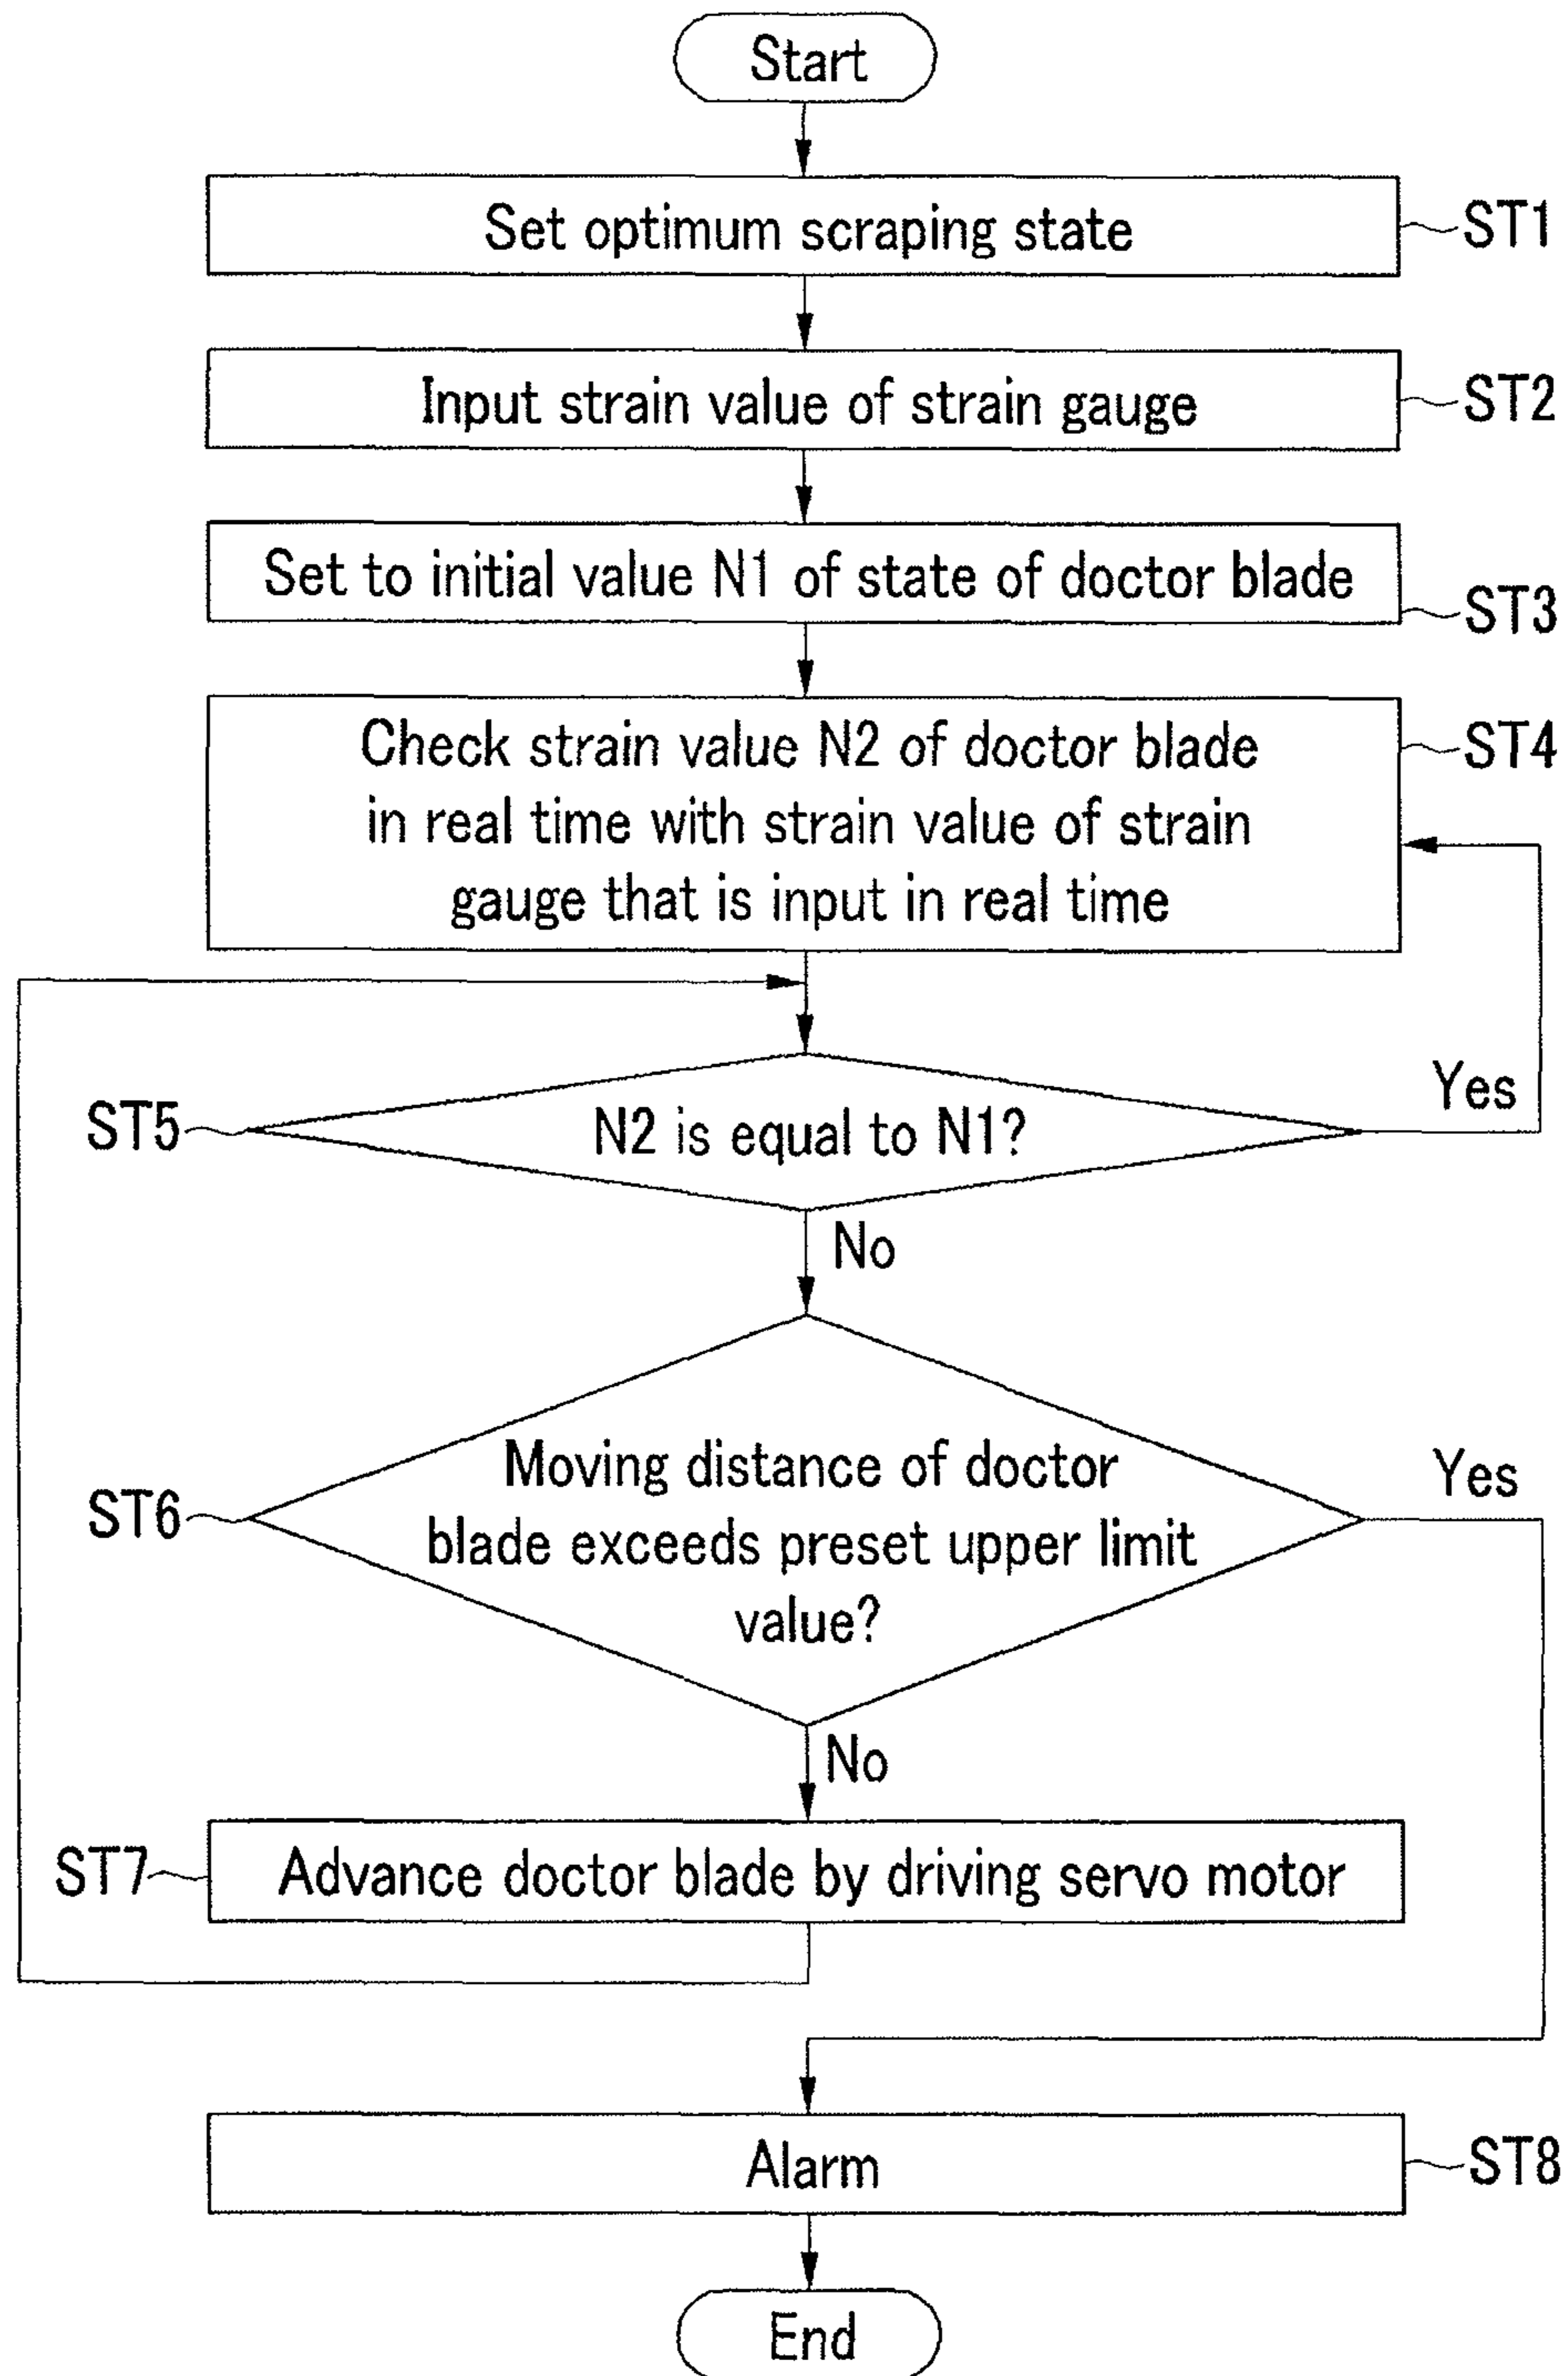 Start
Set optimum scraping state
ST1
Input strain value of strain gauge
ST2
Set to initial value N1 of state of doctor blade
ST3
Check strain value N2 of doctor blade
in real time with strain value of strain
gauge that is input in real time
ST4
ST5
N2 is equal to N1?
Yes
No
ST6
Moving distance of doctor
blade exceeds preset upper limit
value?
Yes
No
ST7
Advance doctor blade by driving servo motor
Alarm
ST8
End